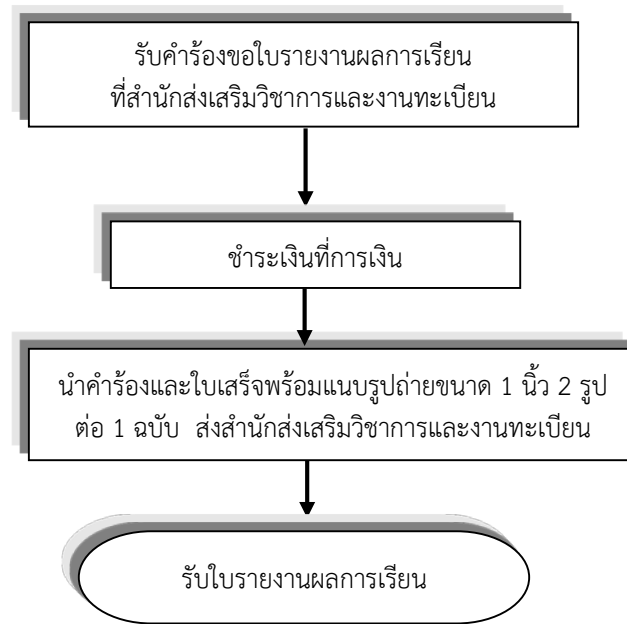 รับคำร้องขอใบรายงานผลการเรียน
ที่สำนักส่งเสริมวิชาการและงานทะเบียน
ชำระเงินที่การเงิน
นำคำร้องและใบเสร็จพร้อมแนบรูปถ่ายขนาด 1 นิ้ว 2 รูป
ต่อ 1 ฉบับ ส่งสำนักส่งเสริมวิชาการและงานทะเบียน
รับใบรายงานผลการเรียน